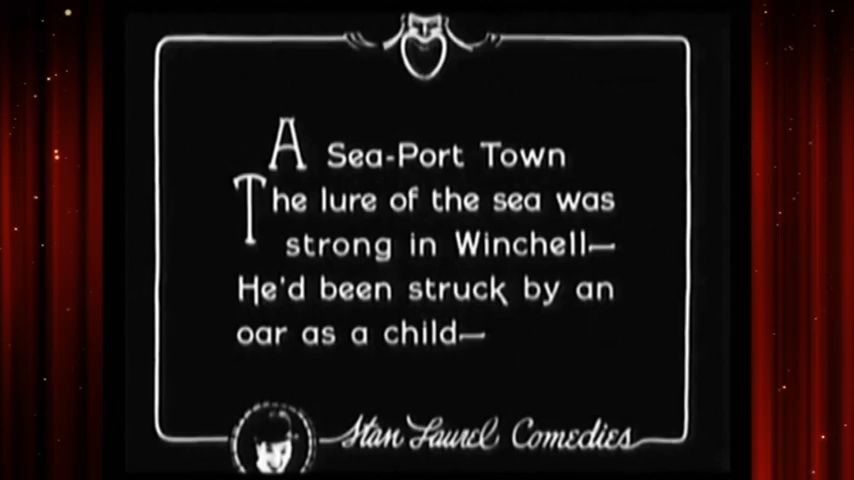 A Sea-Port Town
The lure of the sea was
strong in Winchell—
He'd been struck by an
oar as a child—
Stan Laurel Comedies